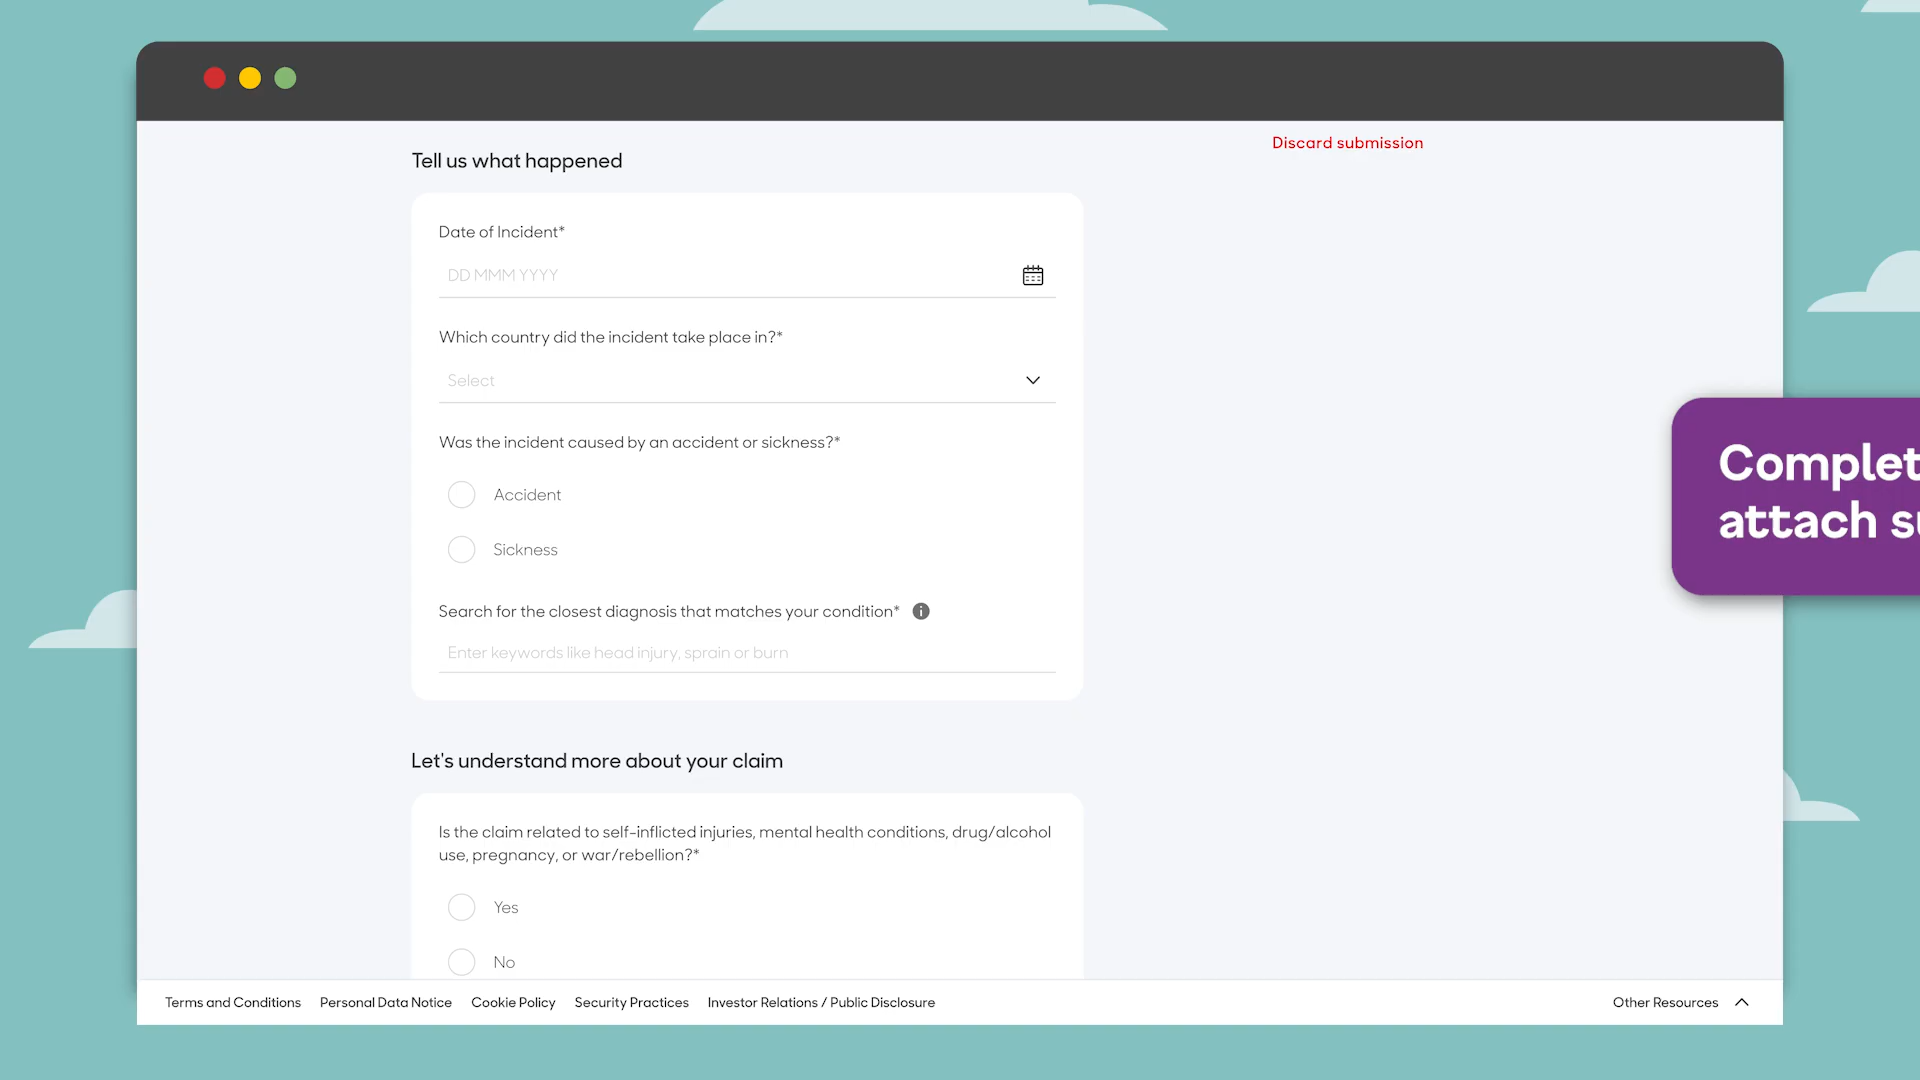 Discard submission
Tell us what happened
Date of Incident*
DD MMM YYYY
Which country did the incident take place in?*
Select
Was the incident caused by an accident or sickness?*
Accident
Sickness
Search for the closest diagnosis that matches your condition*
Enter keywords like head injury, sprain or burn
Let's understand more about your claim
Is the claim related to self-inflicted injuries, mental health conditions, drug/alcohol
use, pregnancy, or war/rebellion?*
Yes
No
attach
Terms and Conditions Personal Data Notice Cookie Policy Security Practices Investor Relations / Public Disclosure Other Resources